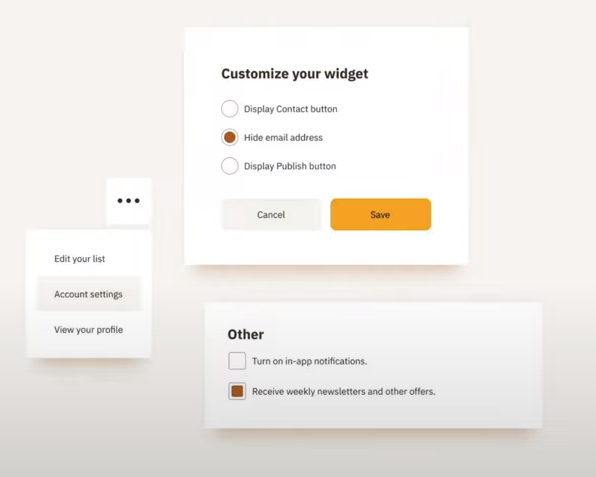 Customize your widget
Display Contact button
Hide email address
Display Publish button
Cancel
Save
Edit your list
Account settings
View your profile
Other
Turn on in-app notifications.
Receive weekly newsletters and other offers.